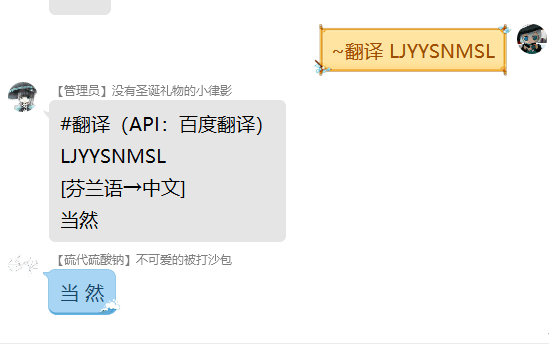 ~翻译 LJYYSNMSL
【管理员】没有圣诞礼物的小律影
#翻译（API：百度翻译）
LJYYSNMSL
[芬兰语→中文]
当然
【硫代硫酸钠】不可爱的被打沙包
当 然